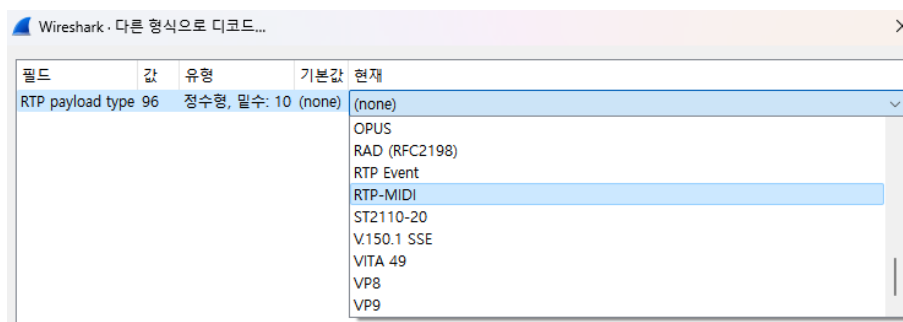 Wireshark · 다른 형식으로 디코드...
필드 값 유형 기본값 현재
RTP payload type 96 정수형, 밑수: 10 (none) (none)
OPUS
RAD (RFC2198)
RTP Event
RTP-MIDI
ST2110-20
V.150.1 SSE
VITA 49
VP8
VP9